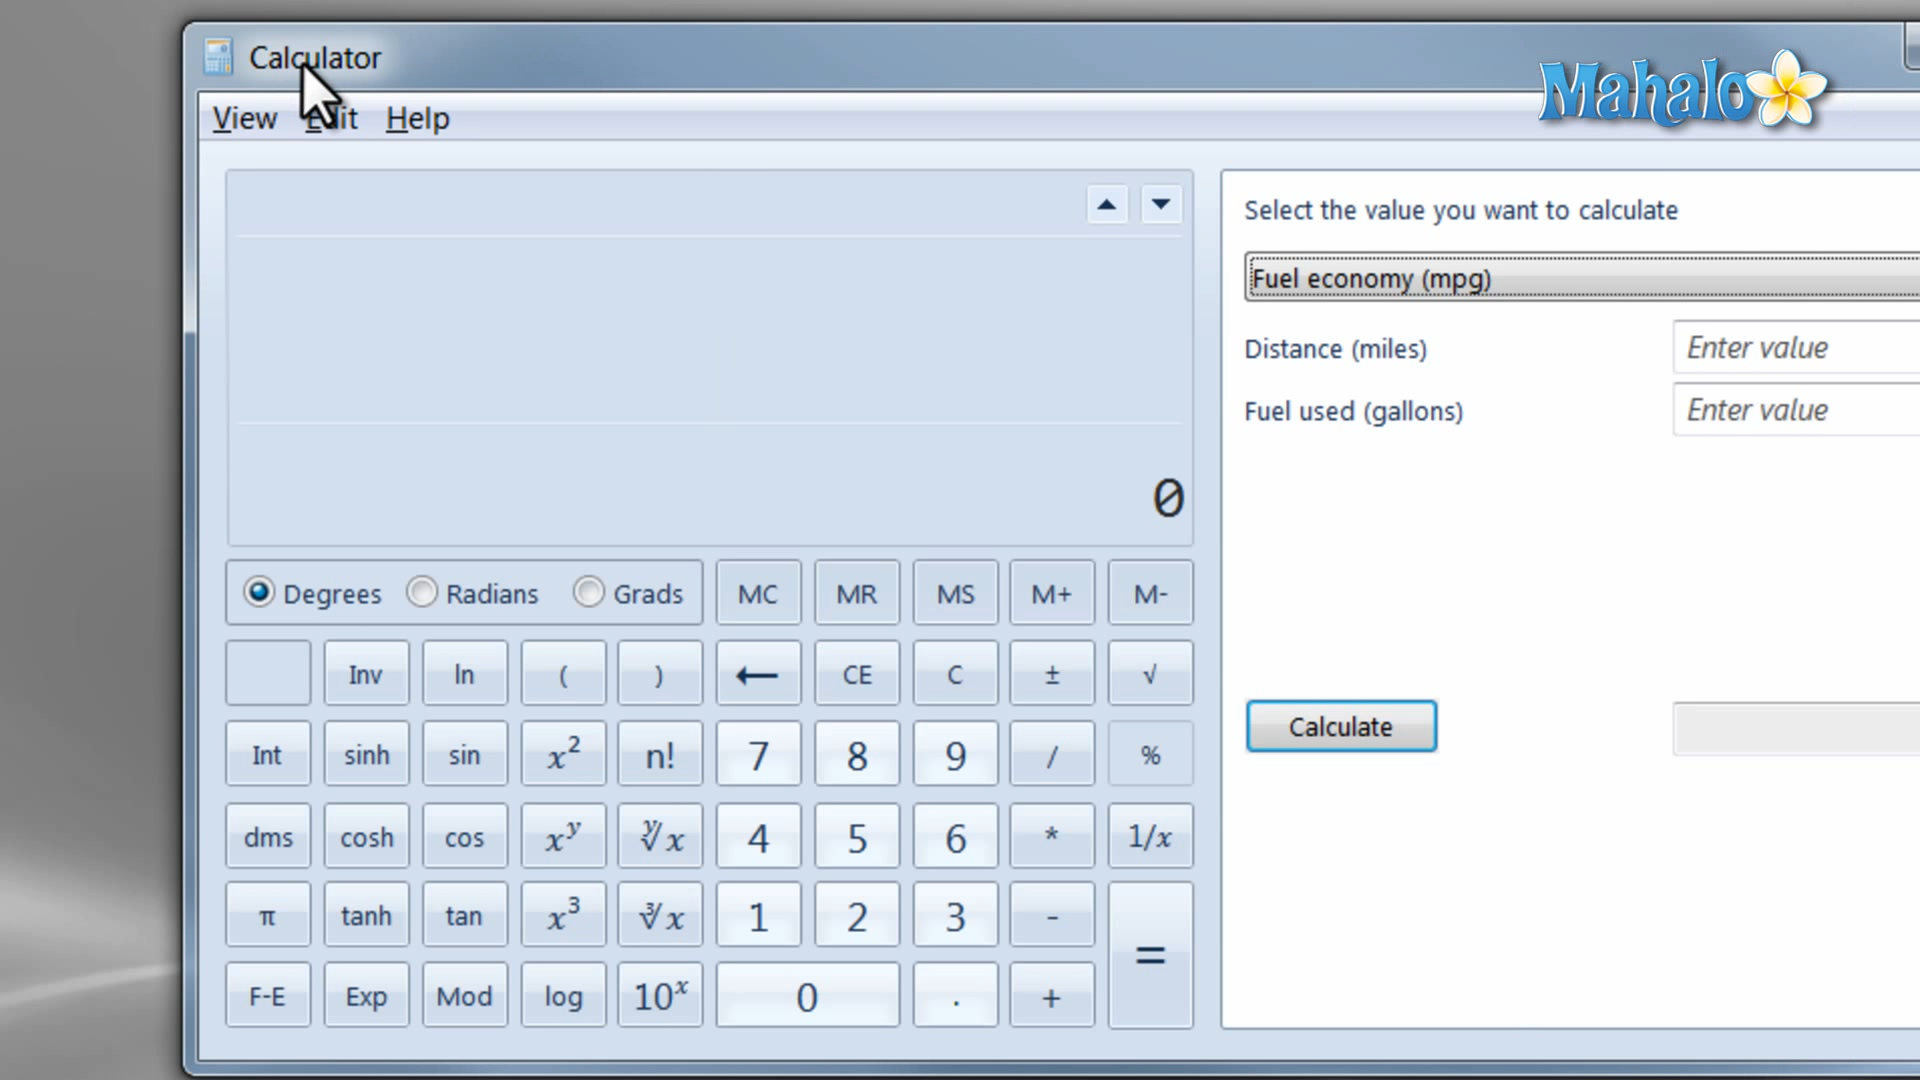 Calculator
Mahalo
View Edit Help
Select the value you want to calculate
Fuel economy (mpg)
Distance (miles) Enter value
Fuel used (gallons) Enter value
0
Degrees Radians Grads MC MR MS M+ M-
Inv ln ( ) ← CE C ± √
Calculate
Int sinh sin x² n! 7 8 9 / %
dms cosh cos xʸ ʸ√x 4 5 6 * 1/x
π tanh tan x³ ³√x 1 2 3 - =
F-E Exp Mod log 10ˣ 0 . +